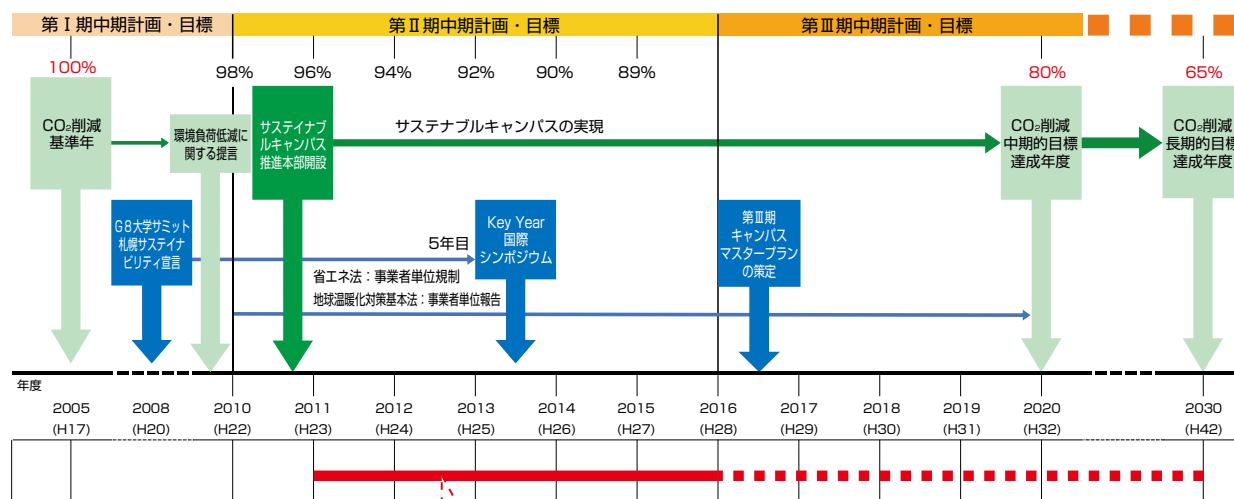 第Ⅰ期中期計画・目標
第Ⅱ期中期計画・目標
第Ⅲ期中期計画・目標
100%
98%
96%
94%
92%
90%
89%
80%
65%
CO₂削減
基準年
環境負荷低減に
関する提言
サステイナブ
ルキャンパス
推進本部開設
サステナブルキャンパスの実現
CO₂削減
中期的目標
達成年度
CO₂削減
長期的目標
達成年度
G8大学サミット
札幌サステイナ
ビリティ宣言
5年目
Key Year
国際
シンポジウム
第Ⅲ期
キャンパス
マスタープラン
の策定
省エネ法：事業者単位規制
地球温暖化対策基本法：事業者単位報告
年度
2005
(H17)
2008
(H20)
2010
(H22)
2011
(H23)
2012
(H24)
2013
(H25)
2014
(H26)
2015
(H27)
2016
(H28)
2017
(H29)
2018
(H30)
2019
(H31)
2020
(H32)
2030
(H42)